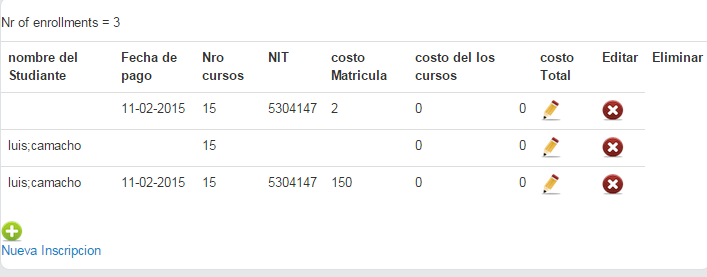 Nr of enrollments = 3
nombre del Studiante Fecha de pago Nro cursos NIT costo Matricula costo del los cursos costo Total Editar Eliminar
11-02-2015 15 5304147 2 0 0
luis;camacho 15 0 0
luis;camacho 11-02-2015 15 5304147 150 0 0
Nueva Inscripcion